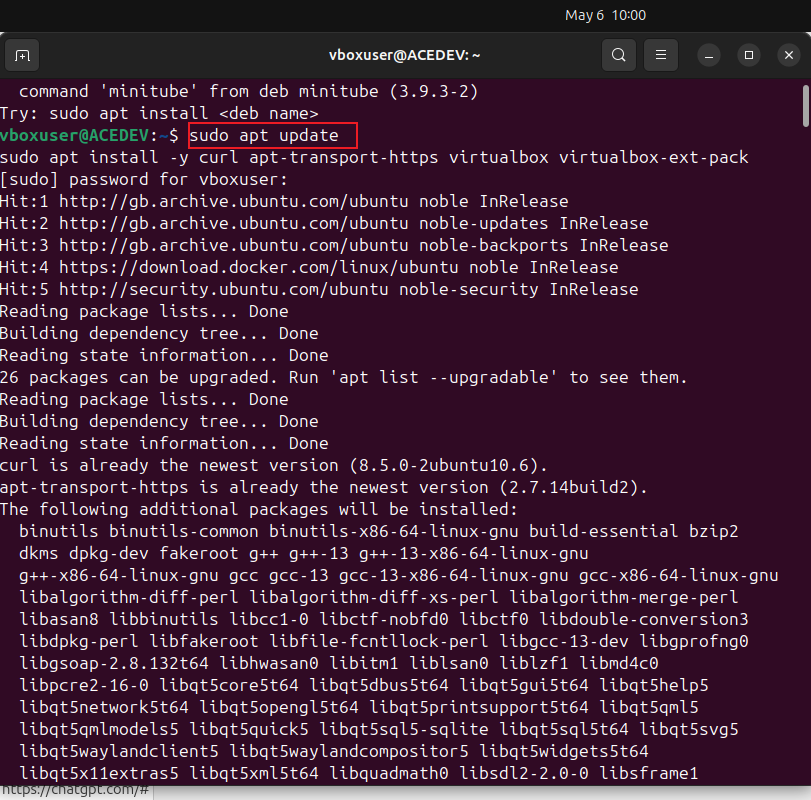 May 6 10:00
vboxuser@ACEDEV: ~
command 'minitube' from deb minitube (3.9.3-2)
Try: sudo apt install <deb name>
vboxuser@ACEDEV:~$ sudo apt update
sudo apt install -y curl apt-transport-https virtualbox virtualbox-ext-pack
[sudo] password for vboxuser:
Hit:1 http://gb.archive.ubuntu.com/ubuntu noble InRelease
Hit:2 http://gb.archive.ubuntu.com/ubuntu noble-updates InRelease
Hit:3 http://gb.archive.ubuntu.com/ubuntu noble-backports InRelease
Hit:4 https://download.docker.com/linux/ubuntu noble InRelease
Hit:5 http://security.ubuntu.com/ubuntu noble-security InRelease
Reading package lists... Done
Building dependency tree... Done
Reading state information... Done
26 packages can be upgraded. Run 'apt list --upgradable' to see them.
Reading package lists... Done
Building dependency tree... Done
Reading state information... Done
curl is already the newest version (8.5.0-2ubuntu10.6).
apt-transport-https is already the newest version (2.7.14build2).
The following additional packages will be installed:
binutils binutils-common binutils-x86-64-linux-gnu build-essential bzip2
dkms dpkg-dev fakeroot g++ g++-13 g++-13-x86-64-linux-gnu
g++-x86-64-linux-gnu gcc gcc-13 gcc-13-x86-64-linux-gnu gcc-x86-64-linux-gnu
libalgorithm-diff-perl libalgorithm-diff-xs-perl libalgorithm-merge-perl
libasan8 libbinutils libcc1-0 libctf-nobfd0 libctf0 libdouble-conversion3
libdpkg-perl libfakeroot libfile-fcntllock-perl libgcc-13-dev libgprofng0
libgsoap-2.8.132t64 libhwasan0 libitm1 liblsan0 liblzf1 libmd4c0
libpcre2-16-0 libqt5core5t64 libqt5dbus5t64 libqt5gui5t64 libqt5help5
libqt5network5t64 libqt5opengl5t64 libqt5printsupport5t64 libqt5qml5
libqt5qmlmodels5 libqt5quick5 libqt5sql5-sqlite libqt5sql5t64 libqt5svg5
libqt5waylandclient5 libqt5waylandcompositor5 libqt5widgets5t64
libqt5x11extras5 libqt5xml5t64 libquadmath0 libsdl2-2.0-0 libsframe1
https://chatgpt.com/#